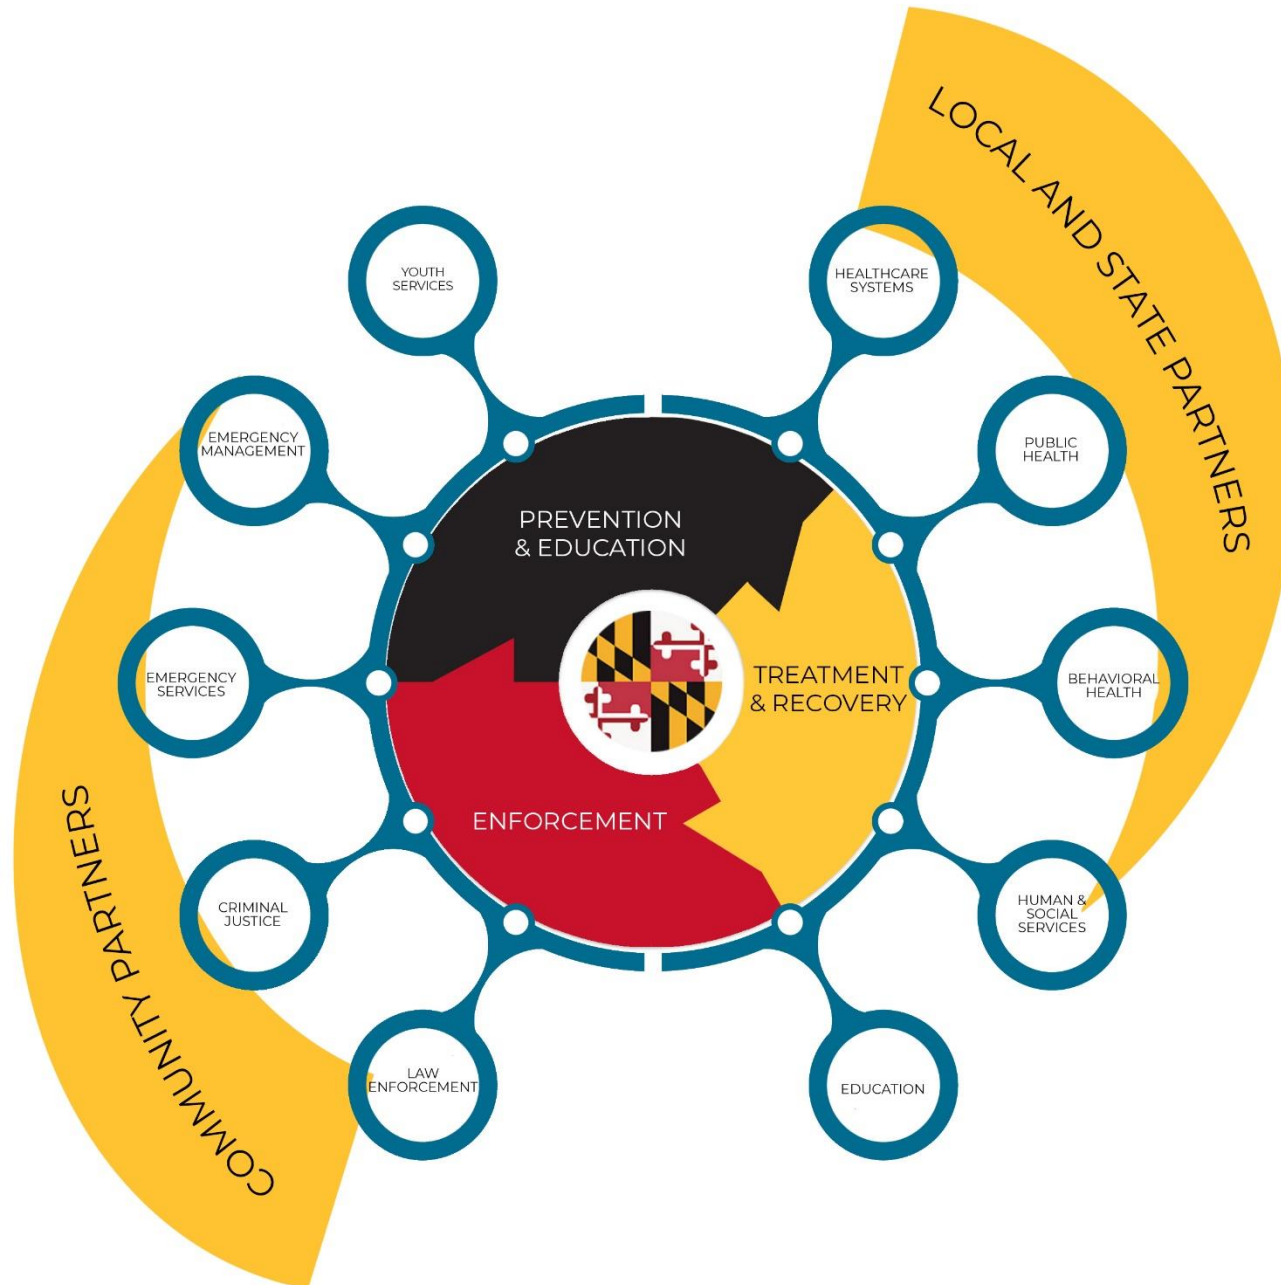 LOCAL AND STATE PARTNERS
YOUTH
SERVICES
HEALTHCARE
SYSTEMS
EMERGENCY
MANAGEMENT
PUBLIC
HEALTH
PREVENTION
& EDUCATION
EMERGENCY
SERVICES
TREATMENT
& RECOVERY
BEHAVIORAL
HEALTH
ENFORCEMENT
CRIMINAL
JUSTICE
HUMAN &
SOCIAL
SERVICES
COMMUNITY PARTNERS
LAW
ENFORCEMENT
EDUCATION